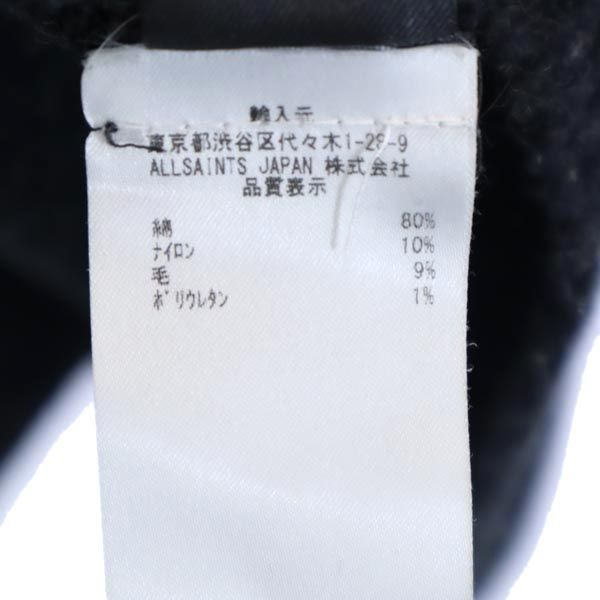 輸入元
東京都渋谷区代々木1-28-9
ALLSAINTS JAPAN 株式会社
品質表示
綿 80%
ナイロン 10%
毛 9%
ポリウレタン 1%